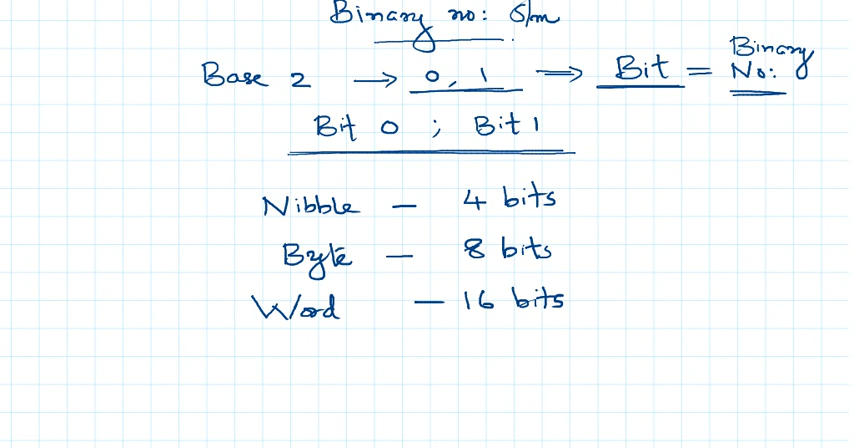 Binary no: S/m
Base 2 → 0, 1 ⇒ Bit = Binary No:
Bit 0 ; Bit 1
Nibble — 4 bits
Byte — 8 bits
Word — 16 bits